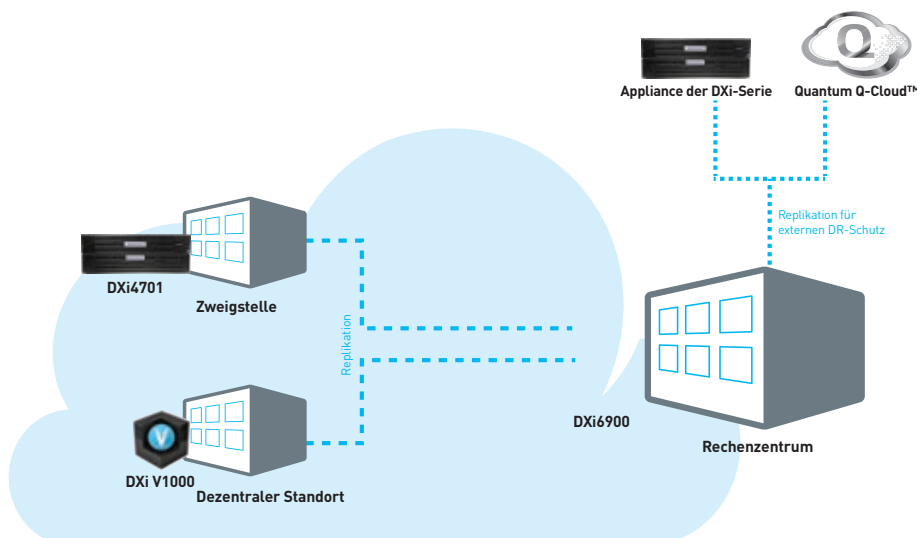 Q
Appliance der DXi-Serie
Quantum Q-Cloud™
Replikation für
externen DR-Schutz
DXi4701
Zweigstelle
Replikation
DXi6900
Rechenzentrum
V
DXi V1000
Dezentraler Standort